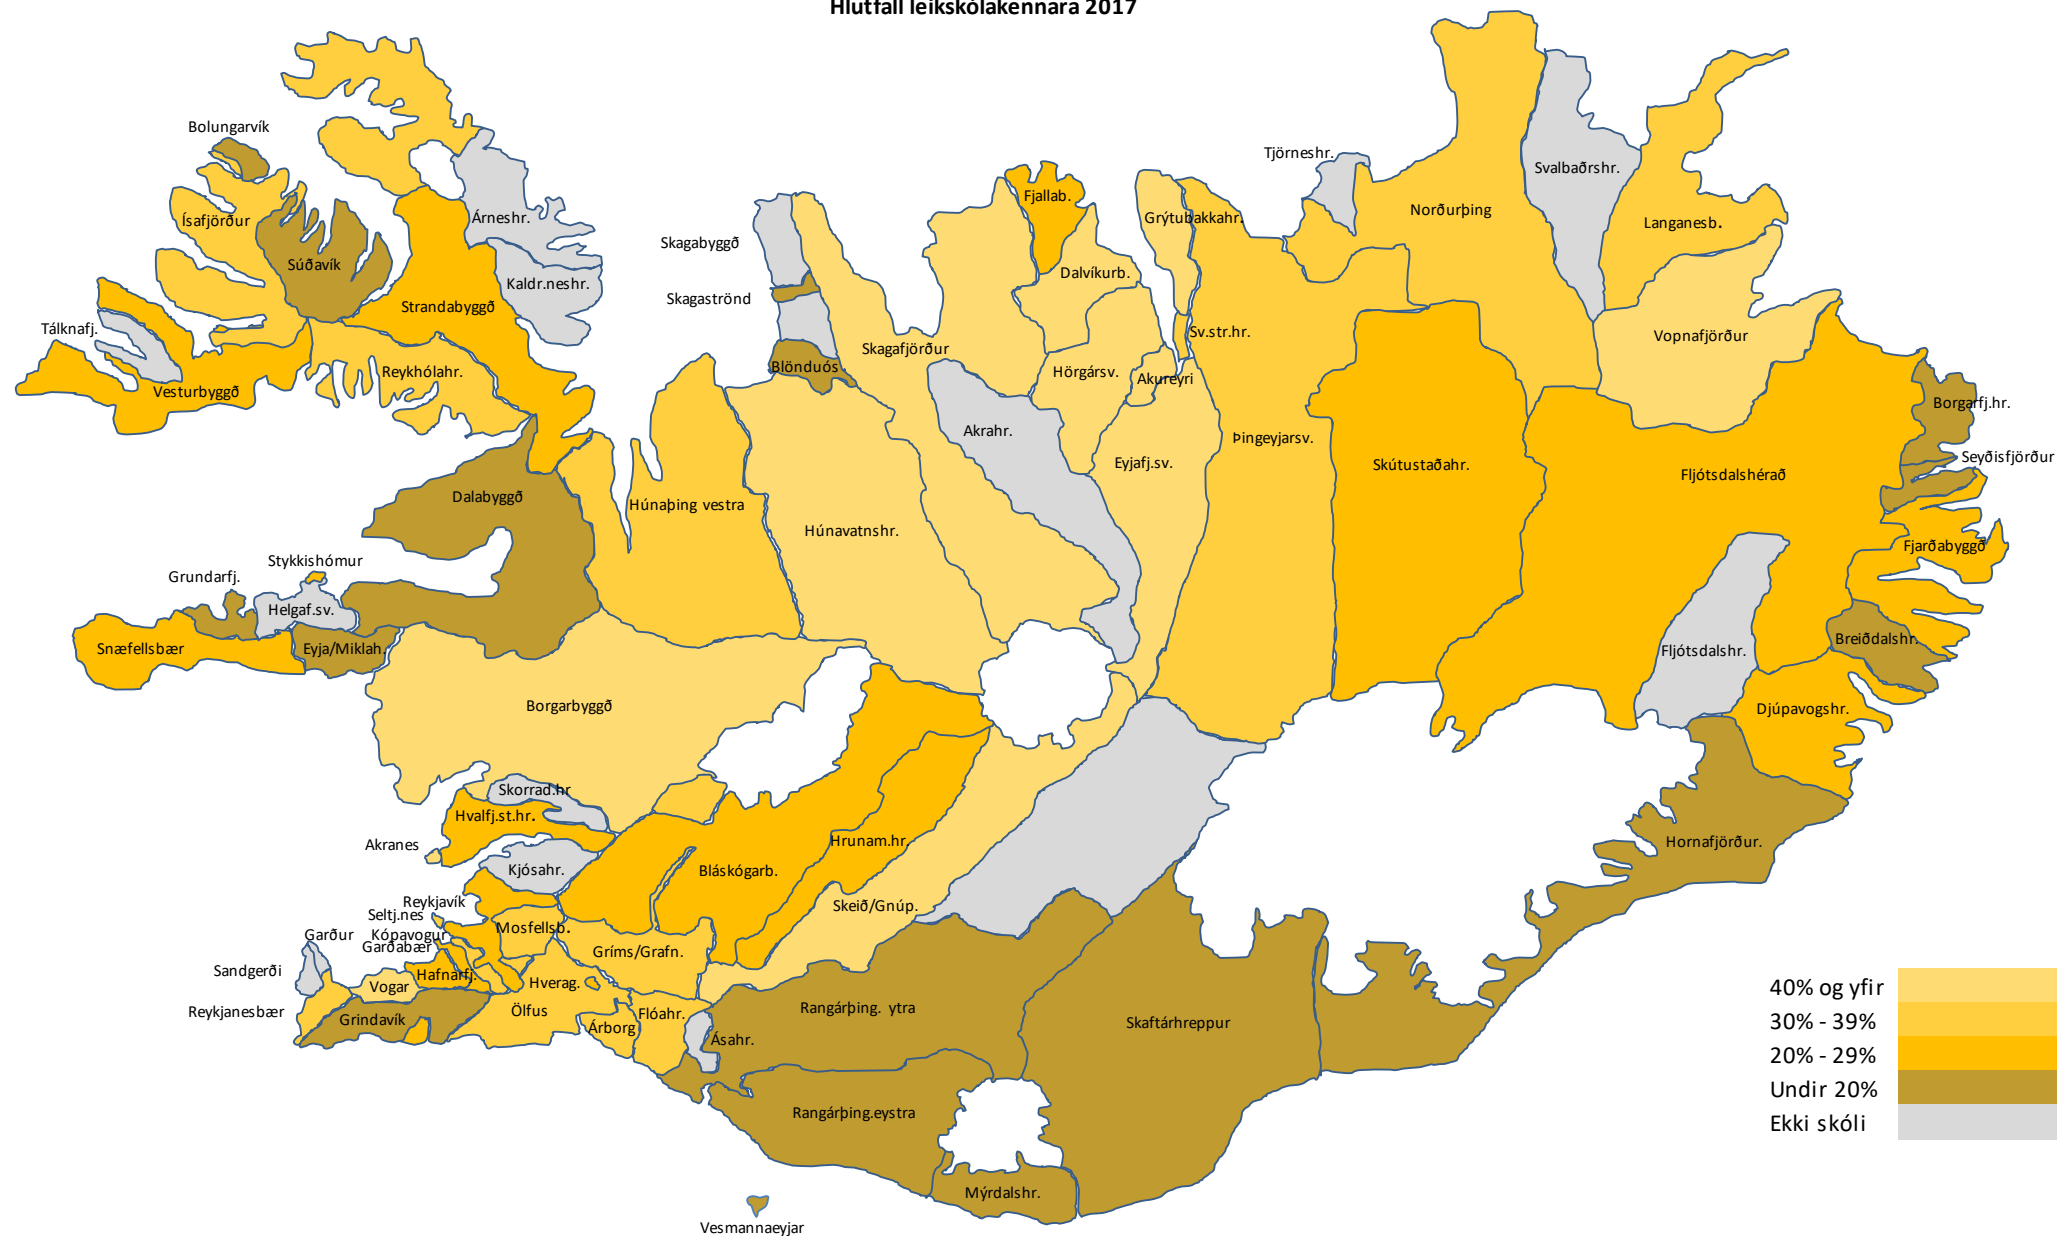 Hlutfall leikskólakennara 2017
Bolungarvík
Ísafjörður
Súðavík
Árneshr.
Kaldr.neshr.
Strandabyggð
Tálknafj.
Vesturbyggð
Reykhólahr.
Skagabyggð
Skagaströnd
Blönduós
Skagafjörður
Fjallab.
Dalvíkurb.
Grýtubakkahr.
Sv.str.hr.
Hörgársv.
Akureyri
Akrahr.
Eyjafj.sv.
Þingeyjarsv.
Tjörneshr.
Norðurþing
Svalbaðrshr.
Langanesb.
Vopnafjörður
Skútustaðahr.
Fljótsdalshérað
Borgarfj.hr.
Seyðisfjörður
Fjarðabyggð
Breiðdalshr.
Fljótsdalshr.
Djúpavogshr.
Hornafjörður.
Dalabyggð
Húnaþing vestra
Húnavatnshr.
Stykkishómur
Grundarfj.
Helgaf.sv.
Snæfellsbær
Eyja/Miklah.
Borgarbyggð
Skorrad.hr
Hvalfj.st.hr.
Akranes
Kjósahr.
Bláskógarb.
Hrunam.hr.
Skeið/Gnúp.
Reykjavík
Seltj.nes
Mosfellsb.
Kópavogur
Garðabær
Garður
Sandgerði
Hafnarfj.
Gríms/Grafn.
Hverag.
Vogar
Reykjanesbær
Grindavík
Ölfus
Árborg
Flóahr.
Ásahr.
Rangárþing. ytra
Skaftárhreppur
Rangárþing.eystra
Mýrdalshr.
Vesmannaeyjar
40% og yfir
30% - 39%
20% - 29%
Undir 20%
Ekki skóli